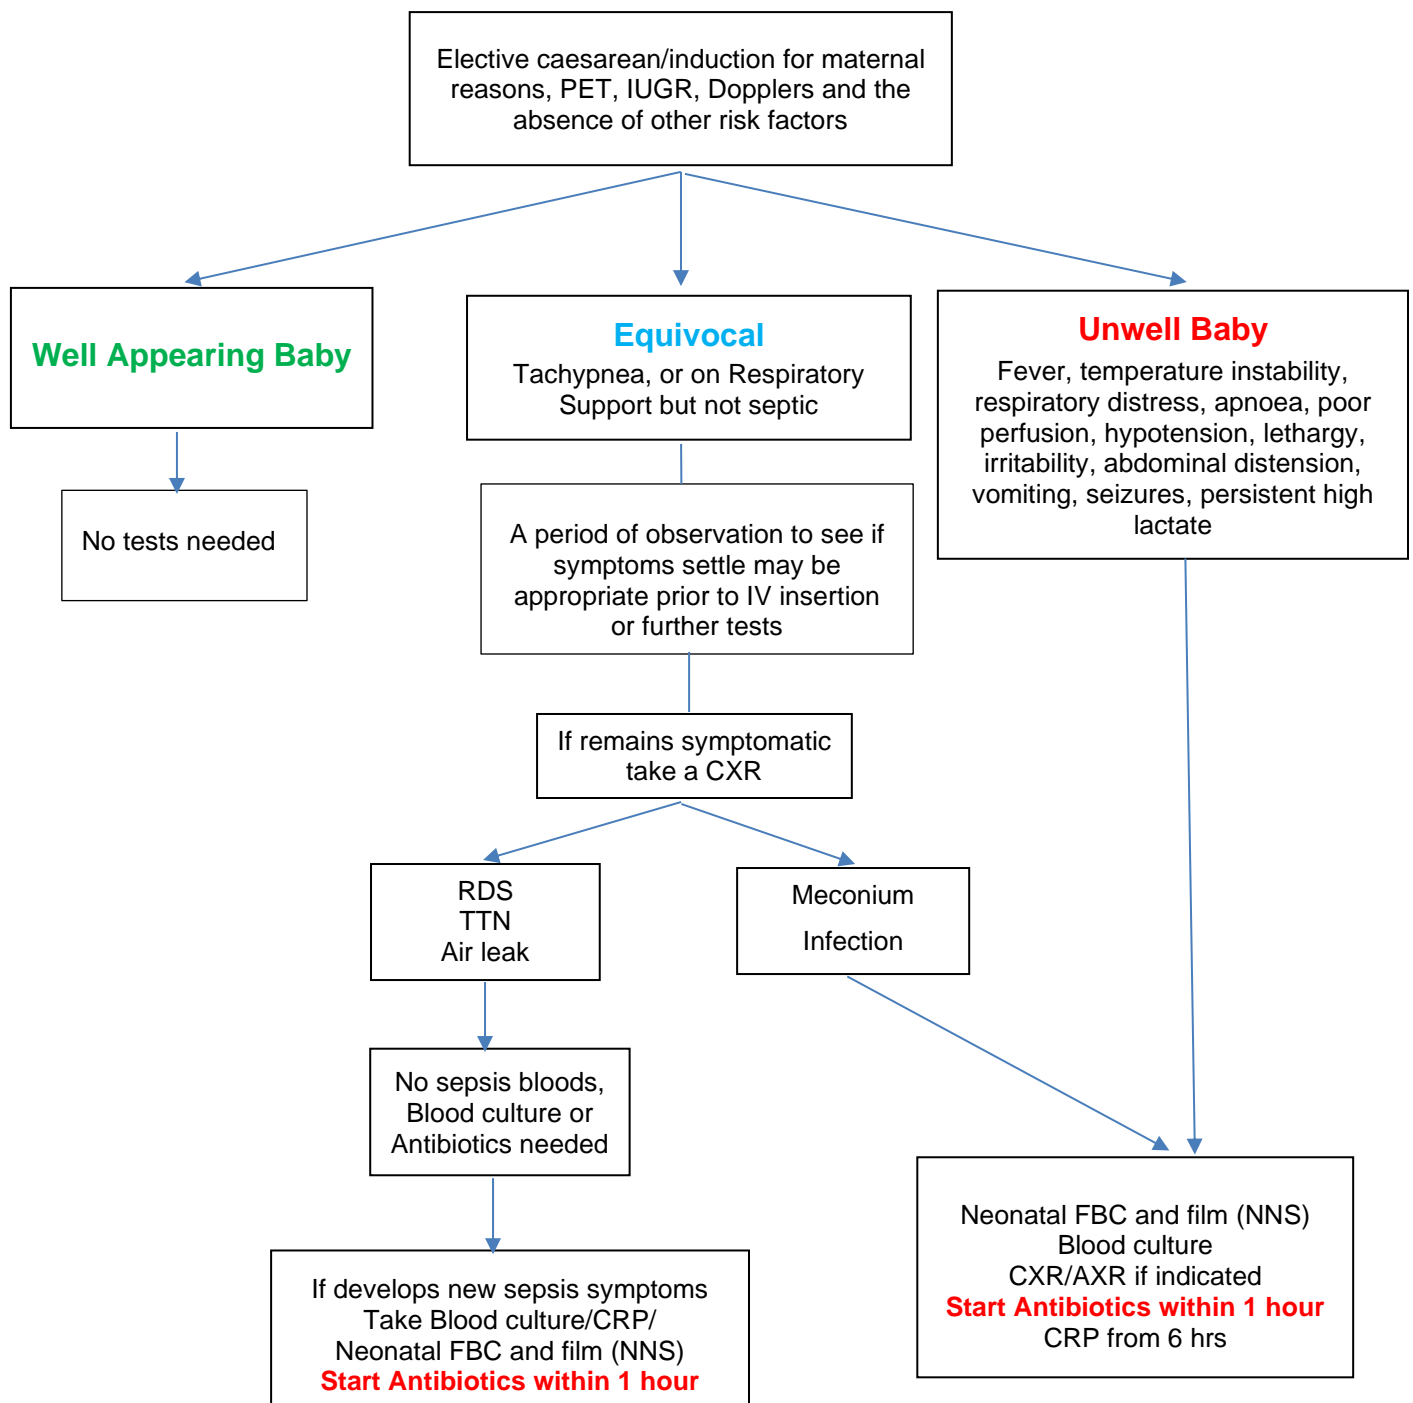 Elective caesarean/induction for maternal
reasons, PET, IUGR, Dopplers and the
absence of other risk factors
Well Appearing Baby
Equivocal
Tachypnea, or on Respiratory
Support but not septic
Unwell Baby
Fever, temperature instability,
respiratory distress, apnoea, poor
perfusion, hypotension, lethargy,
irritability, abdominal distension,
vomiting, seizures, persistent high
lactate
No tests needed
A period of observation to see if
symptoms settle may be
appropriate prior to IV insertion
or further tests
If remains symptomatic
take a CXR
RDS
TTN
Air leak
Meconium
Infection
No sepsis bloods,
Blood culture or
Antibiotics needed
If develops new sepsis symptoms
Take Blood culture/CRP/
Neonatal FBC and film (NNS)
Start Antibiotics within 1 hour
Neonatal FBC and film (NNS)
Blood culture
CXR/AXR if indicated
Start Antibiotics within 1 hour
CRP from 6 hrs